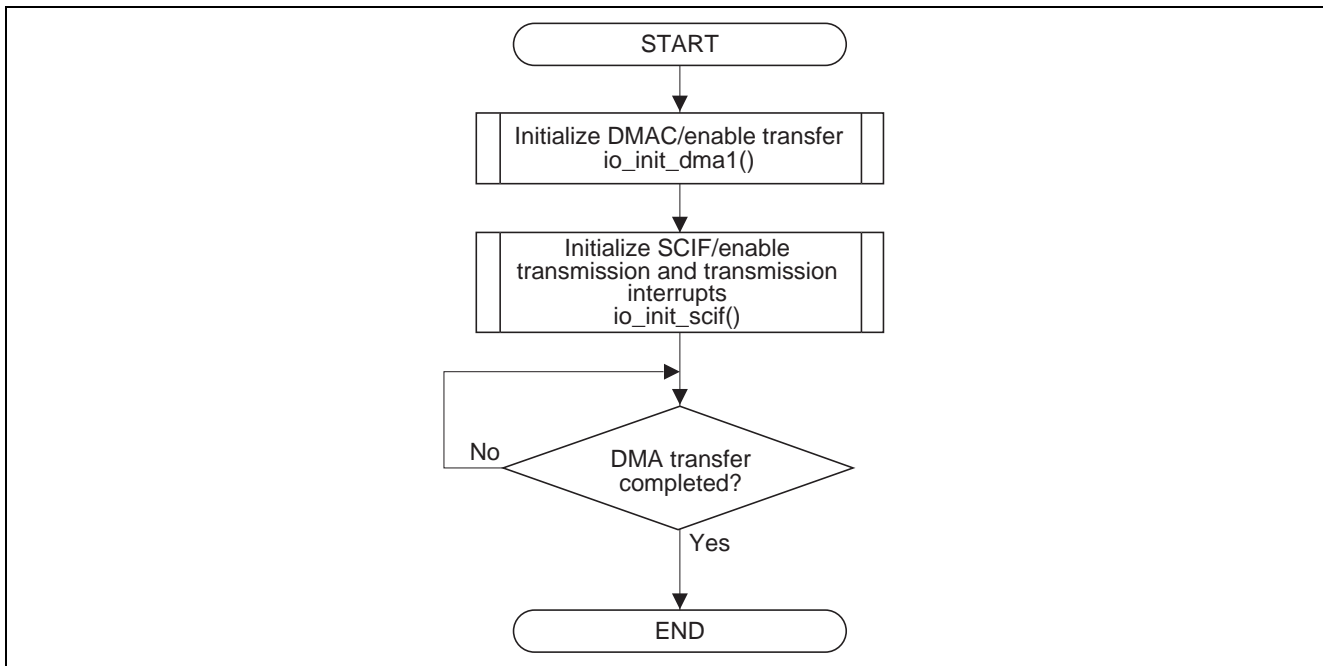 START
Initialize DMAC/enable transfer
io_init_dma1()
Initialize SCIF/enable
transmission and transmission
interrupts
io_init_scif()
No
DMA transfer
completed?
Yes
END